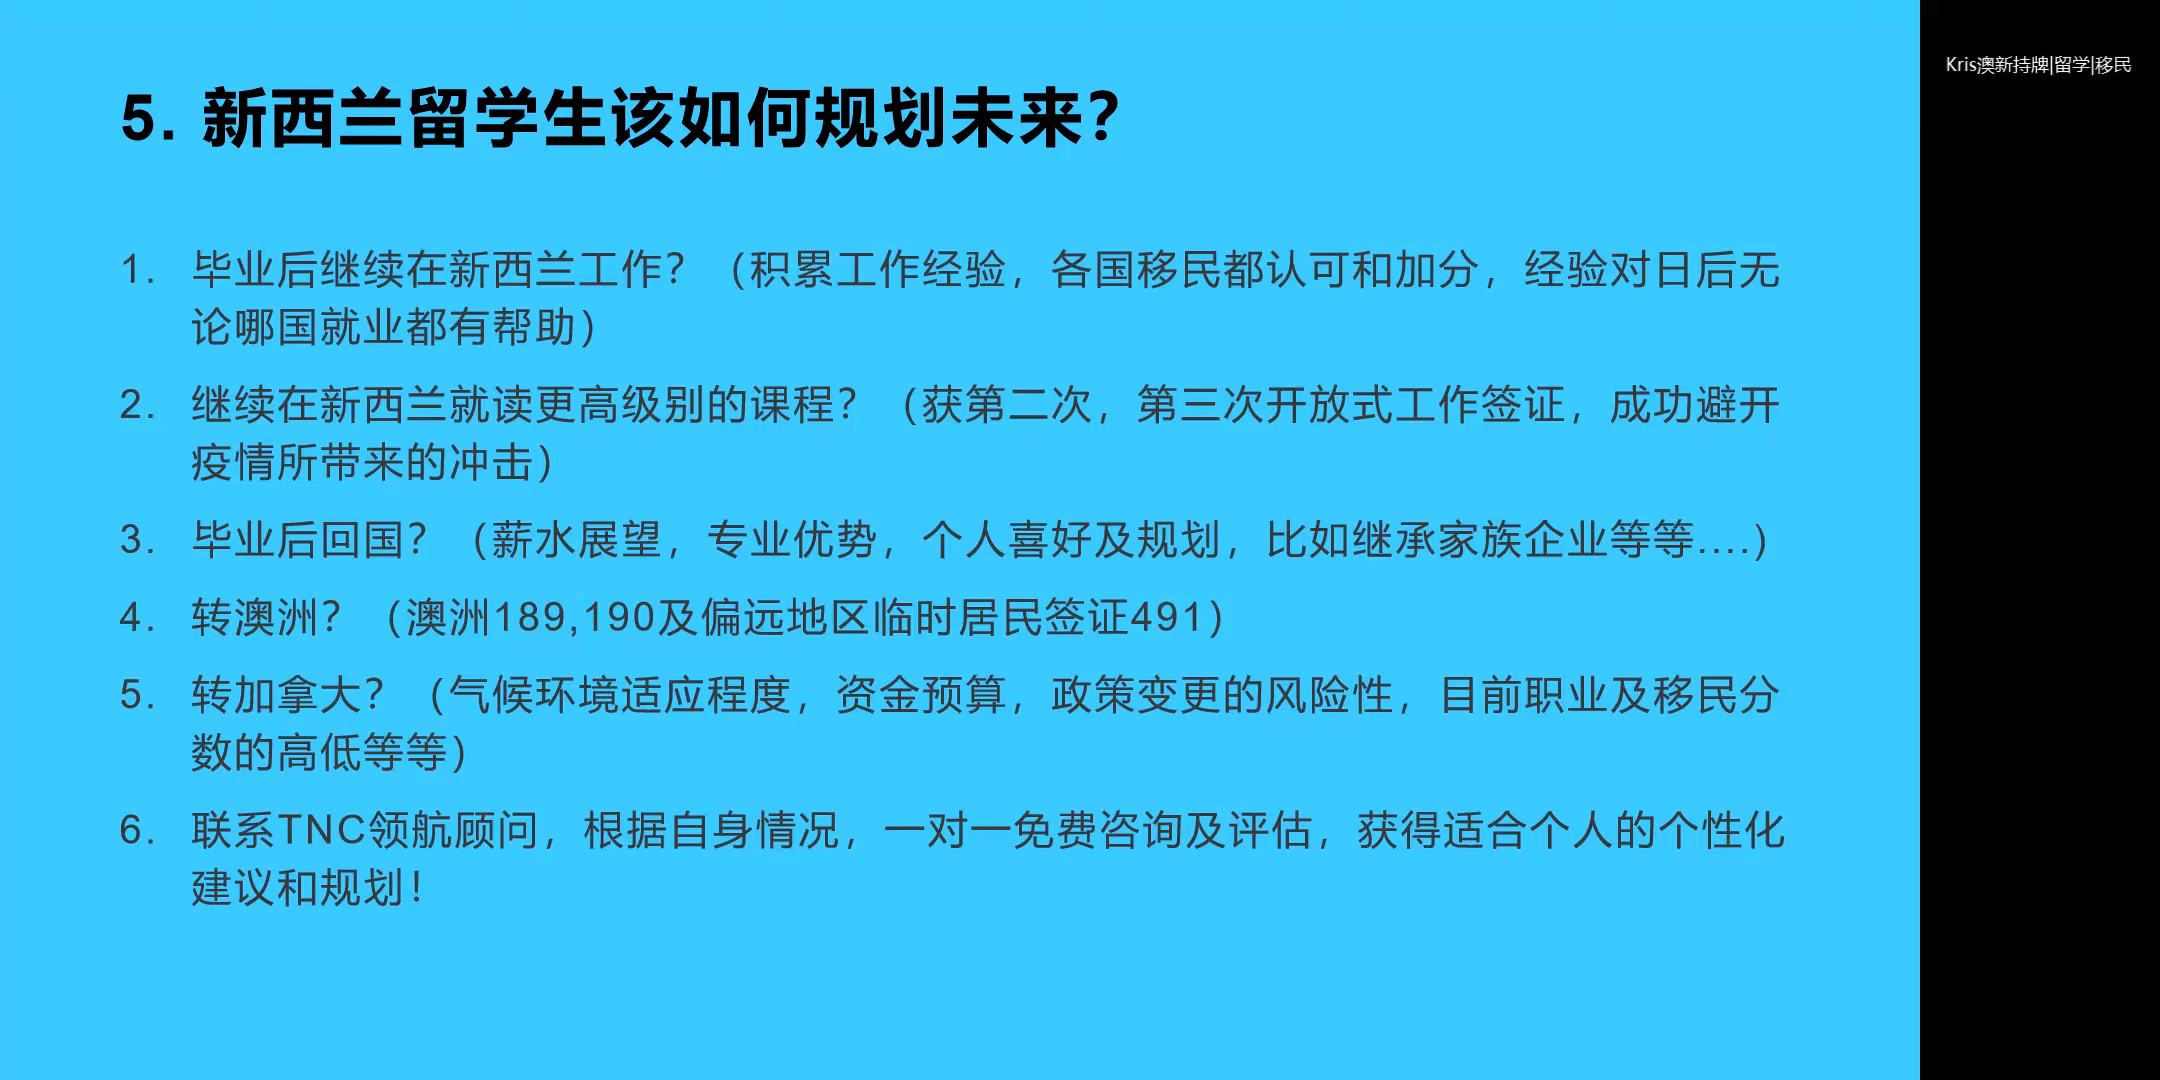 5. 新西兰留学生该如何规划未来？
Kris澳新持牌|留学|移民
1. 毕业后继续在新西兰工作？（积累工作经验，各国移民都认可和加分，经验对日后无
论哪国就业都有帮助）
2. 继续在新西兰就读更高级别的课程？（获第二次，第三次开放式工作签证，成功避开
疫情所带来的冲击）
3. 毕业后回国？（薪水展望，专业优势，个人喜好及规划，比如继承家族企业等等....）
4. 转澳洲？（澳洲189,190及偏远地区临时居民签证491）
5. 转加拿大？（气候环境适应程度，资金预算，政策变更的风险性，目前职业及移民分
数的高低等等）
6. 联系TNC领航顾问，根据自身情况，一对一免费咨询及评估，获得适合个人的个性化
建议和规划！